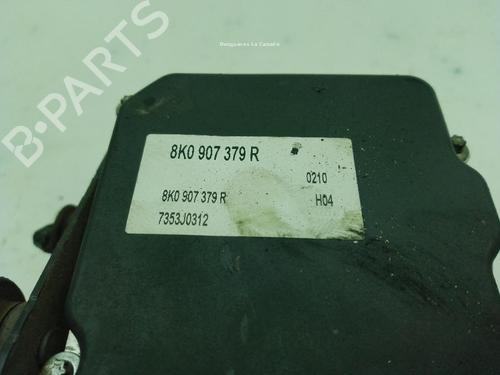 Desguaces La Cabaña
B-PARTS
8K0 907 379 R
0210
8K0 907 379 R
H04
7353J0312